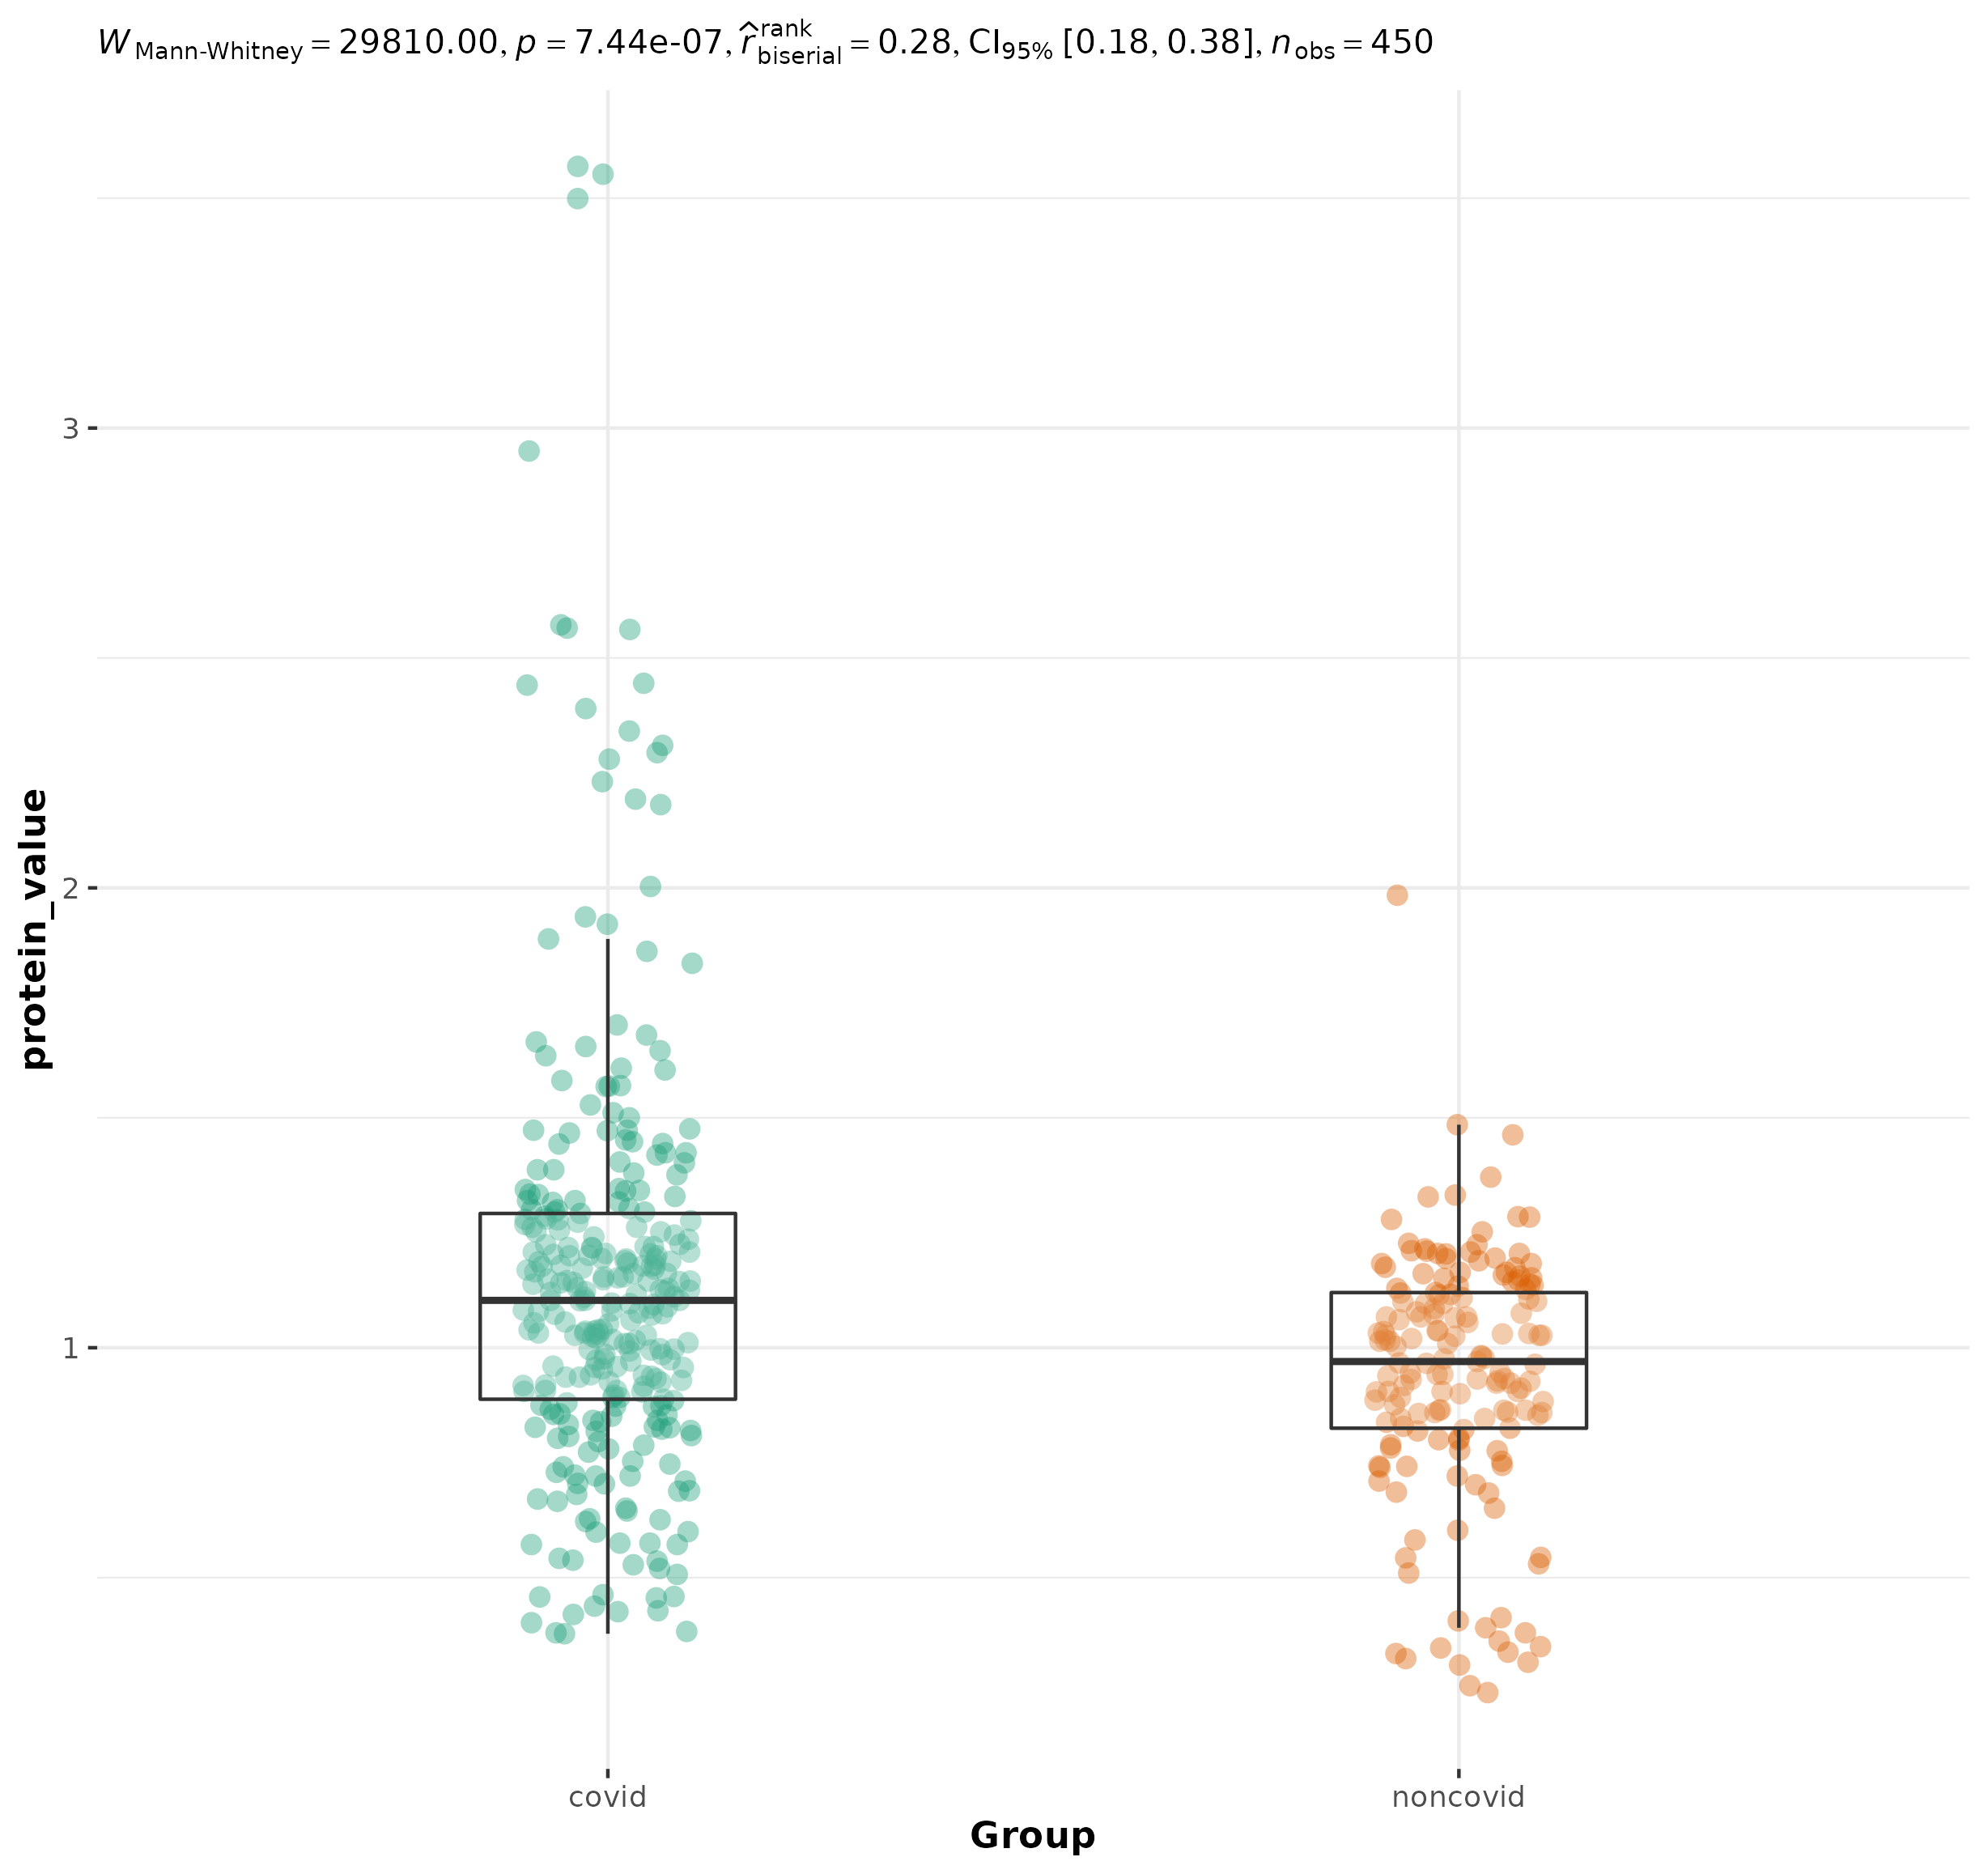 W Mann-Whitney = 29810.00, p = 7.44e-07, r̂ rank biserial = 0.28, CI95% [0.18, 0.38], n obs = 450
protein_value
3
2
1
covid noncovid
Group